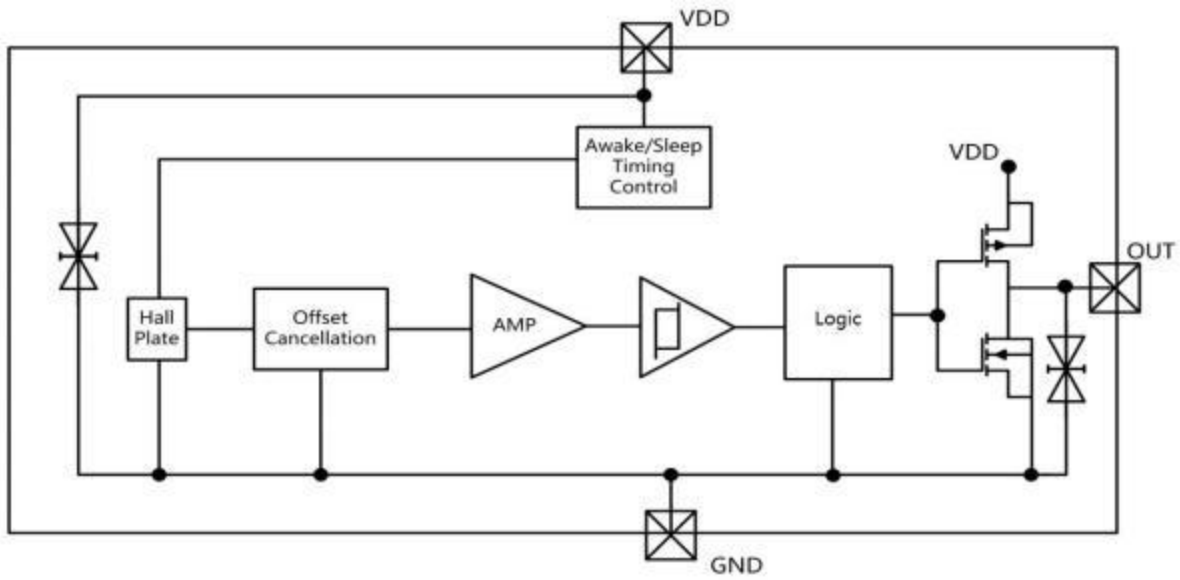 VDD
Awake/Sleep
Timing
Control
VDD
OUT
Hall
Plate
Offset
Cancellation
AMP
Logic
GND